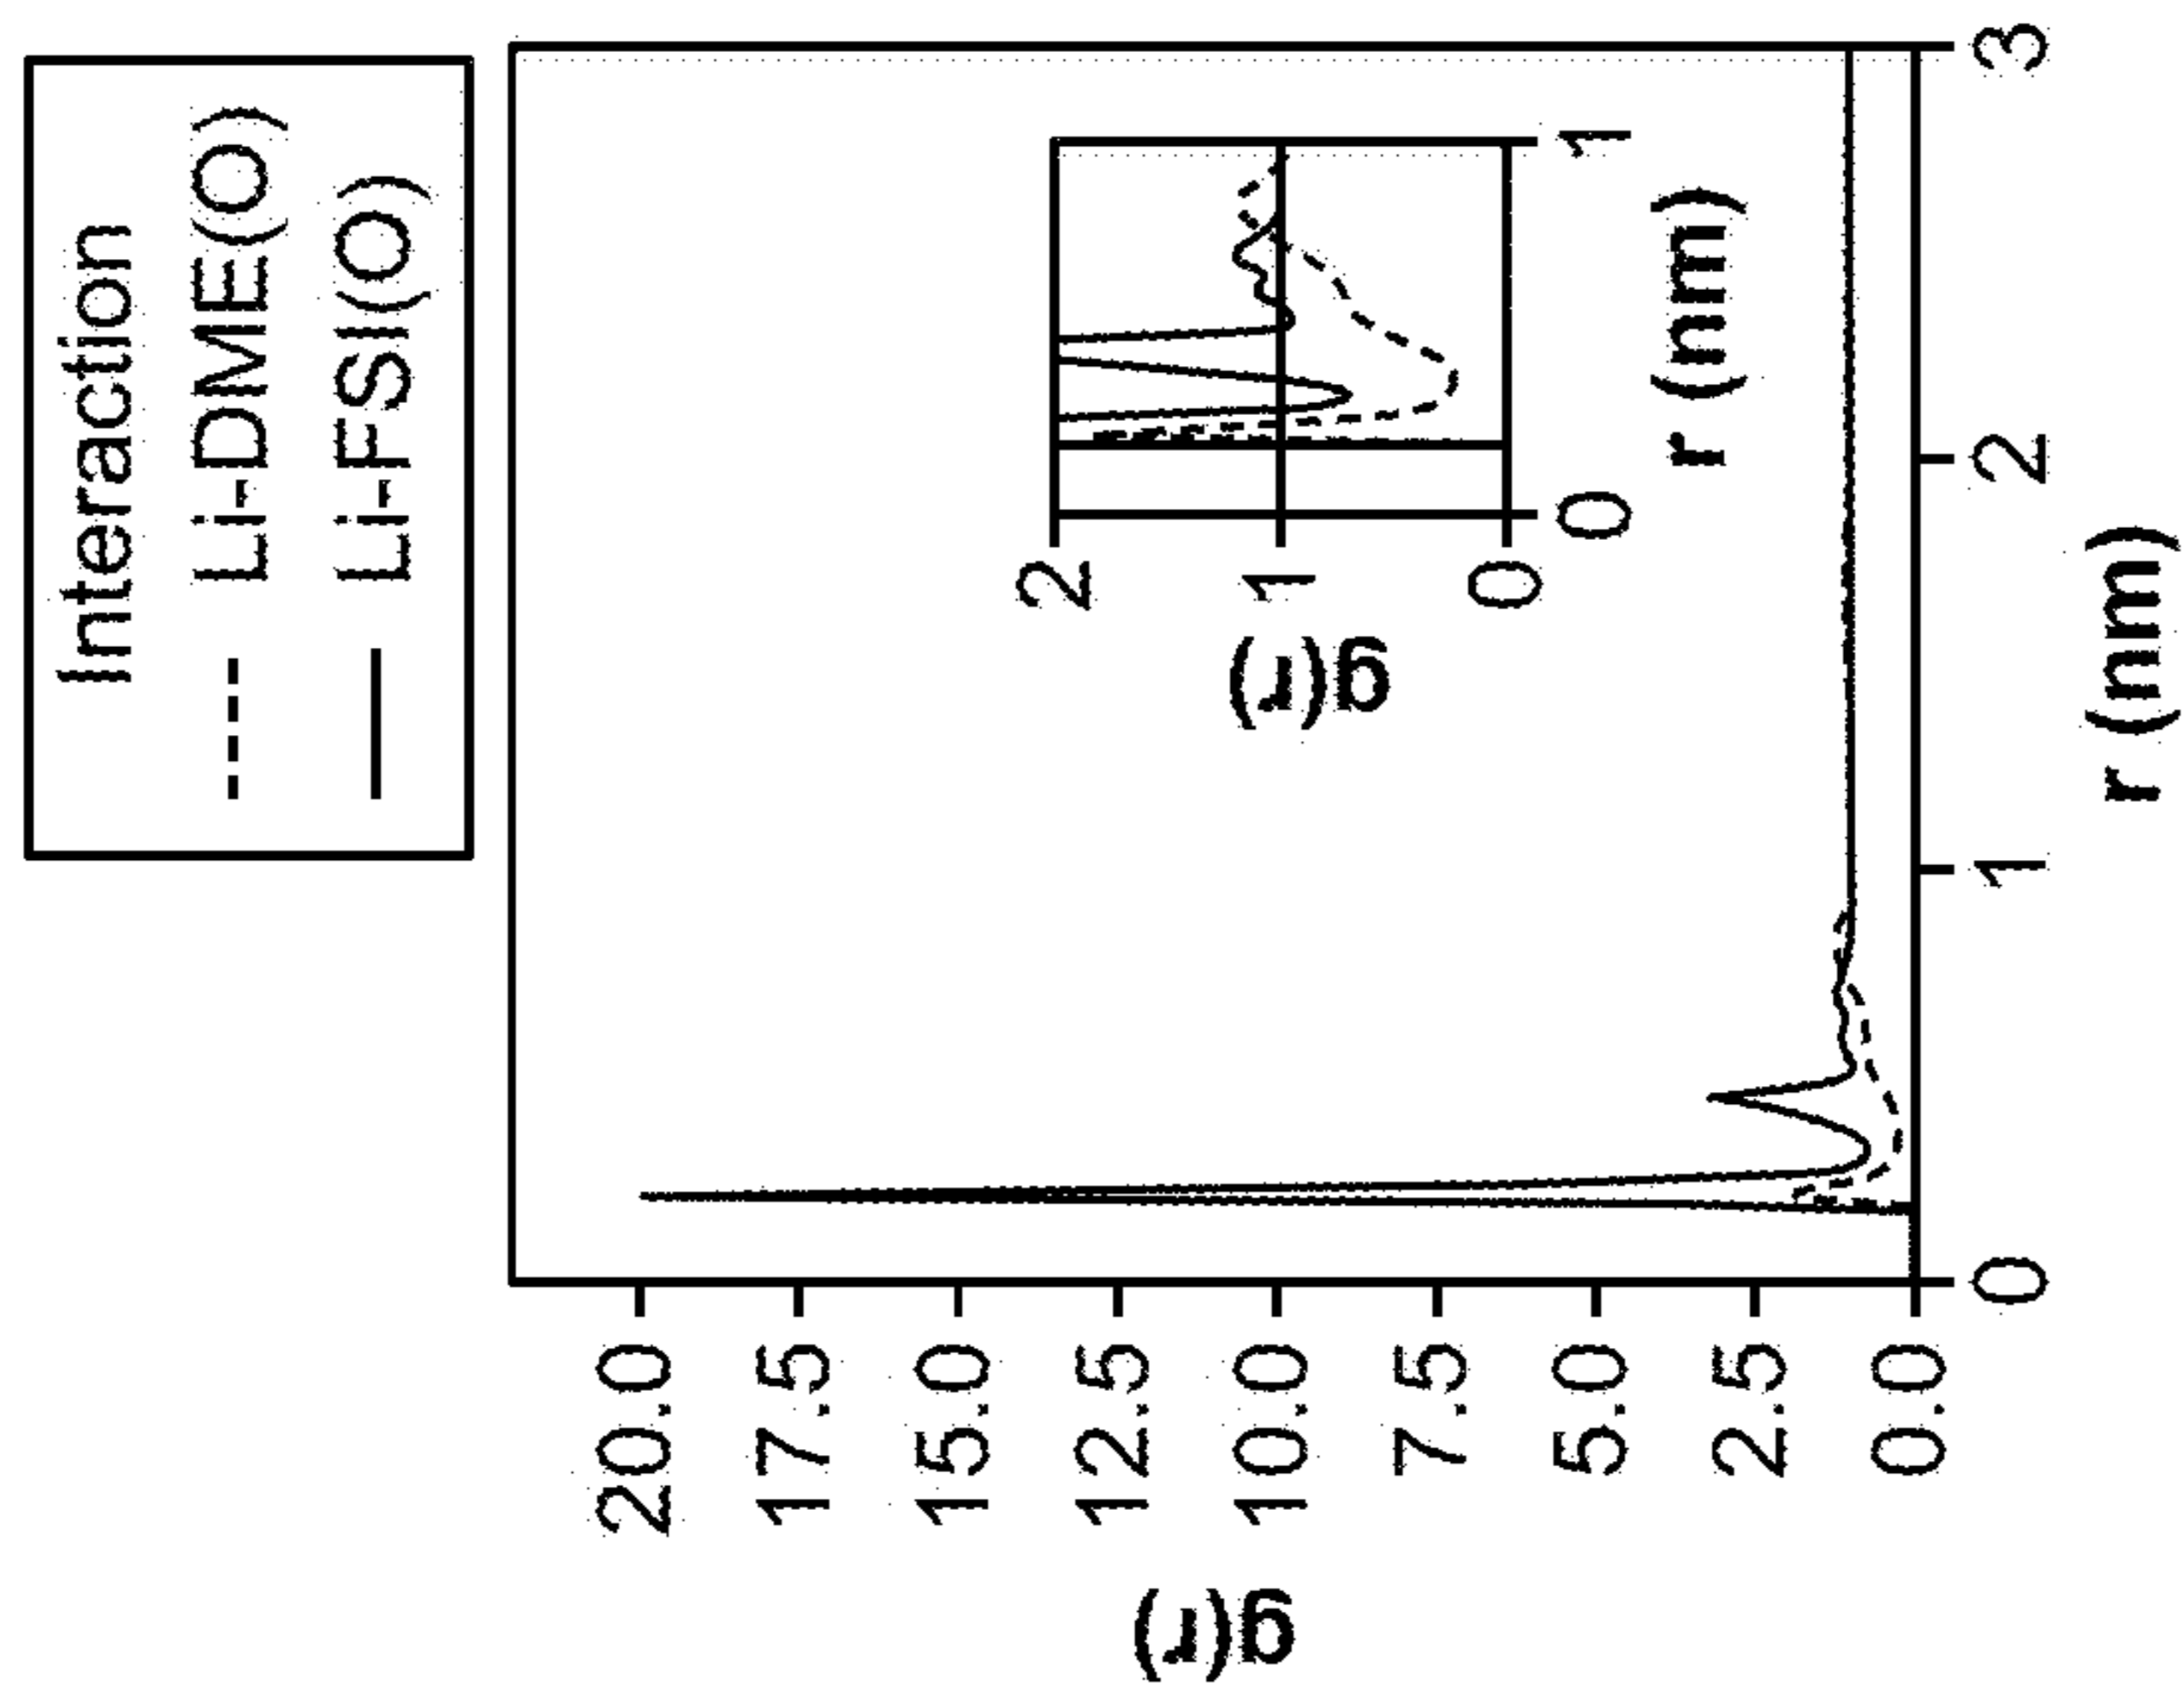 Interaction
Li-DME(O)
Li-FSI(O)
20.0
17.5
15.0
12.5
10.0
7.5
5.0
2.5
0.0
g(r)
0
1
2
3
r (nm)
2
1
0
g(r)
0
1
r (nm)